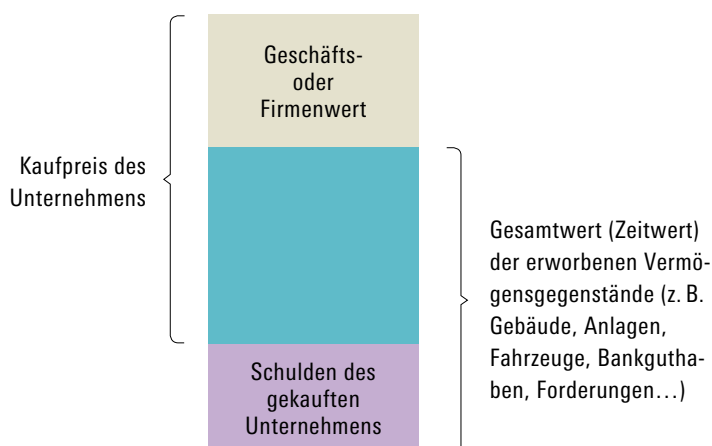 Geschäfts-
oder
Firmenwert
Kaufpreis des
Unternehmens
Gesamtwert (Zeitwert)
der erworbenen Vermö-
gensgegenstände (z. B.
Gebäude, Anlagen,
Fahrzeuge, Bankgutha-
ben, Forderungen…)
Schulden des
gekauften
Unternehmens